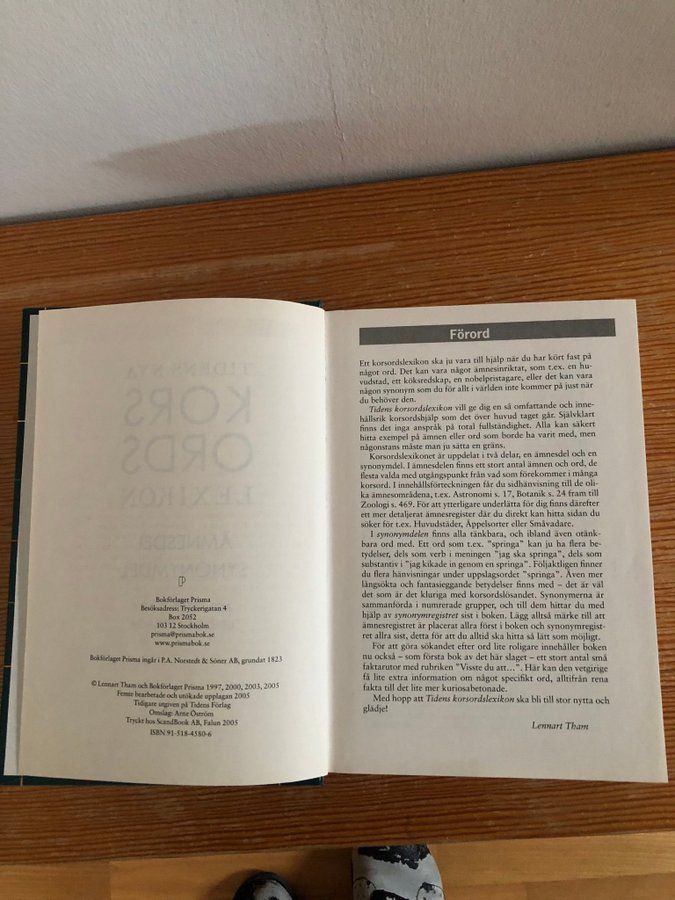 Bokförlaget Prisma
Besöksadress: Tryckerigatan 4
Box 2052
103 12 Stockholm
prisma@prismabok.se
www.prismabok.se
Bokförlaget Prisma ingår i P.A. Norstedt & Söner AB, grundat 1823
© Lennart Tham och Bokförlaget Prisma 1997, 2000, 2003, 2005
Femte bearbetade och utökade upplagan 2005
Tidigare utgiven på Tidens Förlag
Omslag: Arne Öström
Tryckt hos ScandBook AB, Falun 2005
ISBN 91-518-4580-6
Förord
Ett korsordslexikon ska ju vara till hjälp när du har kört fast på
något ord. Det kan vara något ämnesinriktat, som t.ex. en hu-
vudstad, ett köksredskap, en nobelpristagare, eller det kan vara
någon synonym som du för allt i världen inte kommer på just när
du behöver den.
Tidens korsordslexikon vill ge dig en så omfattande och inne-
hållsrik korsordshjälp som det över huvud taget går. Självklart
finns det inga anspråk på total fullständighet. Alla kan säkert
hitta exempel på ämnen eller ord som borde ha varit med, men
någonstans måste man ju sätta en gräns.
Korsordslexikonet är uppdelat i två delar, en ämnesdel och en
synonymdel. I ämnesdelen finns ett stort antal ämnen och ord, de
flesta valda med utgångspunkt från vad som förekommer i många
korsord. I innehållsförteckningen får du sidhänvisning till de oli-
ka ämnesområdena, t.ex. Astronomi s. 17, Botanik s. 24 fram till
Zoologi s. 469. För att ytterligare underlätta för dig finns därefter
ett mer detaljerat ämnesregister där du direkt kan hitta sidan du
söker för t.ex. Huvudstäder, Äppelsorter eller Småvadare.
I synonymdelen finns alla tänkbara, och ibland även otänk-
bara ord med. Ett ord som t.ex. "springa" kan ju ha flera be-
tydelser, dels som verb i meningen "jag ska springa", dels som
substantiv i "jag kikade in genom en springa". Följaktligen finner
du flera hänvisningar under uppslagsordet "springa". Även mer
långsökta och fantasieggande betydelser finns med – det är väl
det som är det kluriga med korsordslösandet. Synonymerna är
sammanförda i numrerade grupper, och till dem hittar du med
hjälp av synonymregistret sist i boken. Lägg alltså märke till att
ämnesregistret är placerat allra först i boken och synonymregist-
ret allra sist, detta för att du alltid ska hitta så lätt som möjligt.
För att göra sökandet efter ord lite roligare innehåller boken
nu också – som första bok av det här slaget – ett stort antal små
faktarutor med rubriken "Visste du att...". Här kan den vetgirige
få lite extra information om något specifikt ord, alltifrån rena
fakta till det lite mer kuriosabetonade.
Med hopp att Tidens korsordslexikon ska bli till stor nytta och
glädje!
Lennart Tham